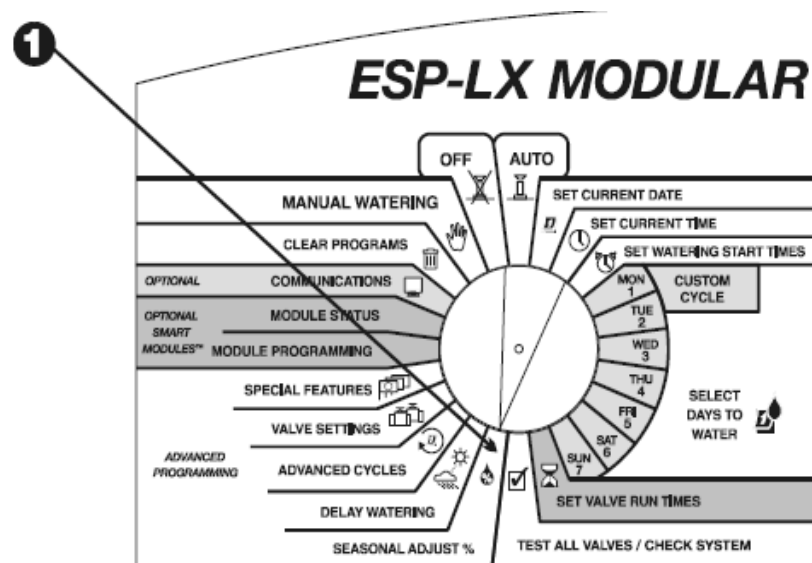 1
ESP-LX MODULAR
OFF
AUTO
MANUAL WATERING
CLEAR PROGRAMS
OPTIONAL
COMMUNICATIONS
OPTIONAL
SMART
MODULES™
MODULE STATUS
MODULE PROGRAMMING
SPECIAL FEATURES
VALVE SETTINGS
ADVANCED
PROGRAMMING
ADVANCED CYCLES
DELAY WATERING
SEASONAL ADJUST %
SET CURRENT DATE
SET CURRENT TIME
SET WATERING START TIMES
MON
1
CUSTOM
CYCLE
TUE
2
WED
3
THU
4
FRI
5
SAT
6
SUN
7
SELECT
DAYS TO
WATER
SET VALVE RUN TIMES
TEST ALL VALVES / CHECK SYSTEM